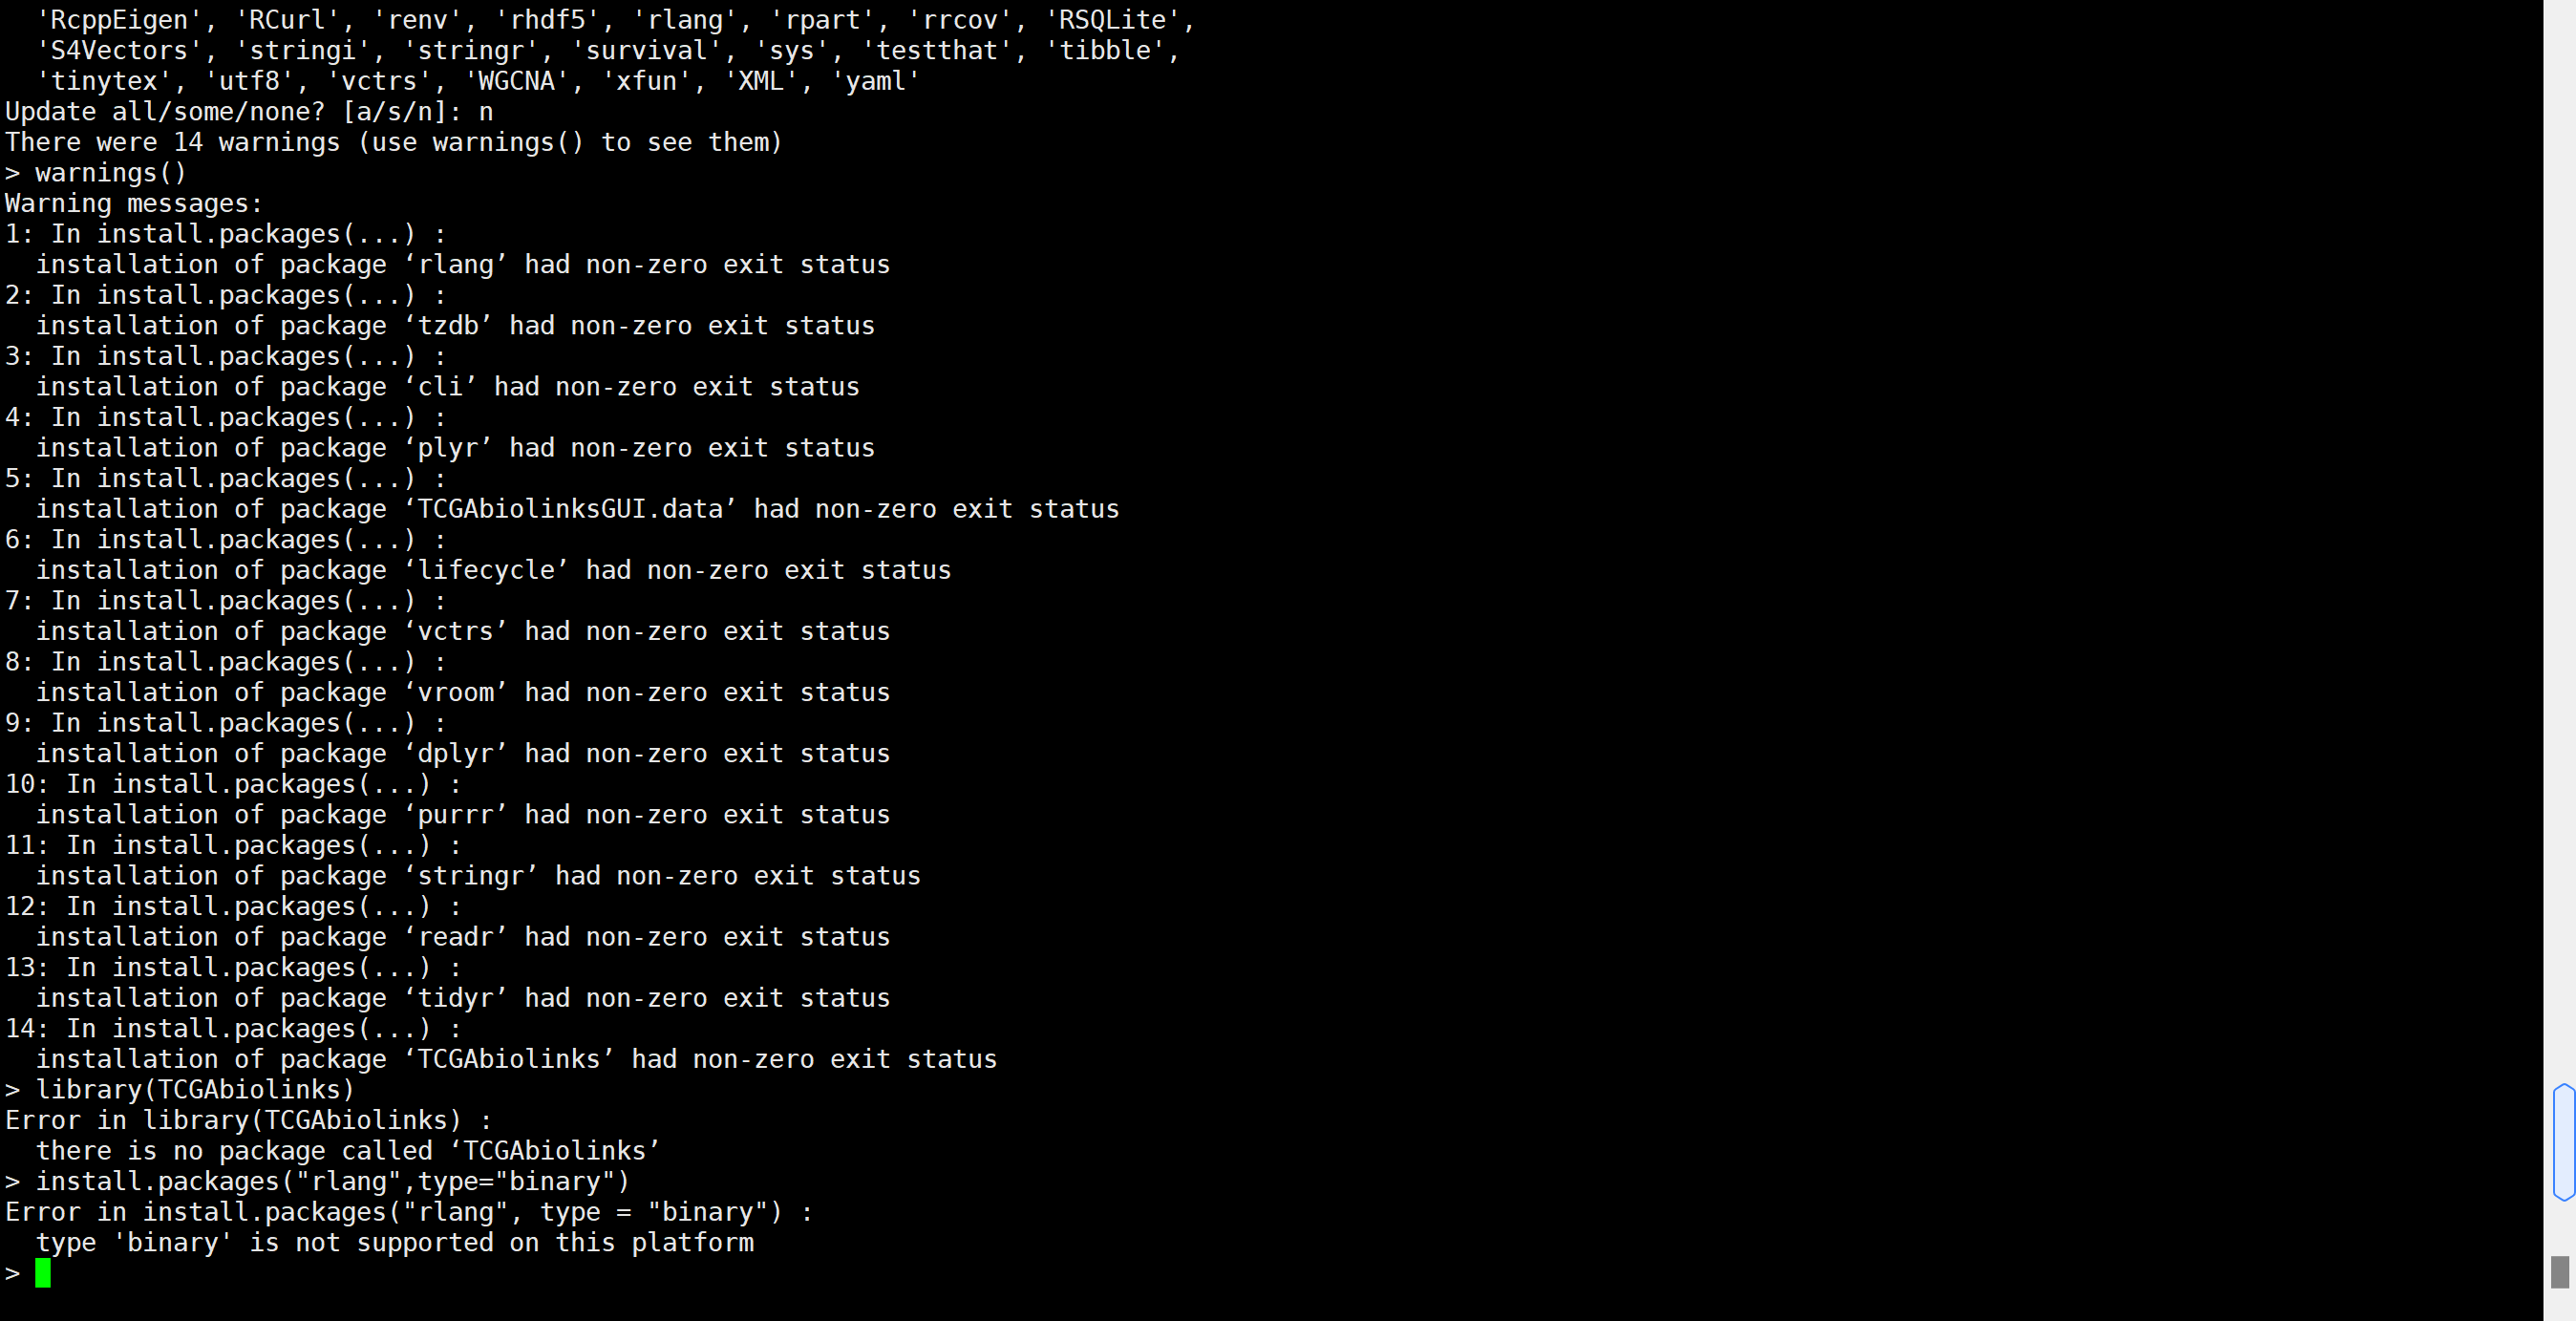 'RcppEigen', 'RCurl', 'renv', 'rhdf5', 'rlang', 'rpart', 'rrcov', 'RSQLite',
  'S4Vectors', 'stringi', 'stringr', 'survival', 'sys', 'testthat', 'tibble',
  'tinytex', 'utf8', 'vctrs', 'WGCNA', 'xfun', 'XML', 'yaml'
Update all/some/none? [a/s/n]: n
There were 14 warnings (use warnings() to see them)
> warnings()
Warning messages:
1: In install.packages(...) :
  installation of package ‘rlang’ had non-zero exit status
2: In install.packages(...) :
  installation of package ‘tzdb’ had non-zero exit status
3: In install.packages(...) :
  installation of package ‘cli’ had non-zero exit status
4: In install.packages(...) :
  installation of package ‘plyr’ had non-zero exit status
5: In install.packages(...) :
  installation of package ‘TCGAbiolinksGUI.data’ had non-zero exit status
6: In install.packages(...) :
  installation of package ‘lifecycle’ had non-zero exit status
7: In install.packages(...) :
  installation of package ‘vctrs’ had non-zero exit status
8: In install.packages(...) :
  installation of package ‘vroom’ had non-zero exit status
9: In install.packages(...) :
  installation of package ‘dplyr’ had non-zero exit status
10: In install.packages(...) :
  installation of package ‘purrr’ had non-zero exit status
11: In install.packages(...) :
  installation of package ‘stringr’ had non-zero exit status
12: In install.packages(...) :
  installation of package ‘readr’ had non-zero exit status
13: In install.packages(...) :
  installation of package ‘tidyr’ had non-zero exit status
14: In install.packages(...) :
  installation of package ‘TCGAbiolinks’ had non-zero exit status
> library(TCGAbiolinks)
Error in library(TCGAbiolinks) :
  there is no package called ‘TCGAbiolinks’
> install.packages("rlang",type="binary")
Error in install.packages("rlang", type = "binary") :
  type 'binary' is not supported on this platform
>